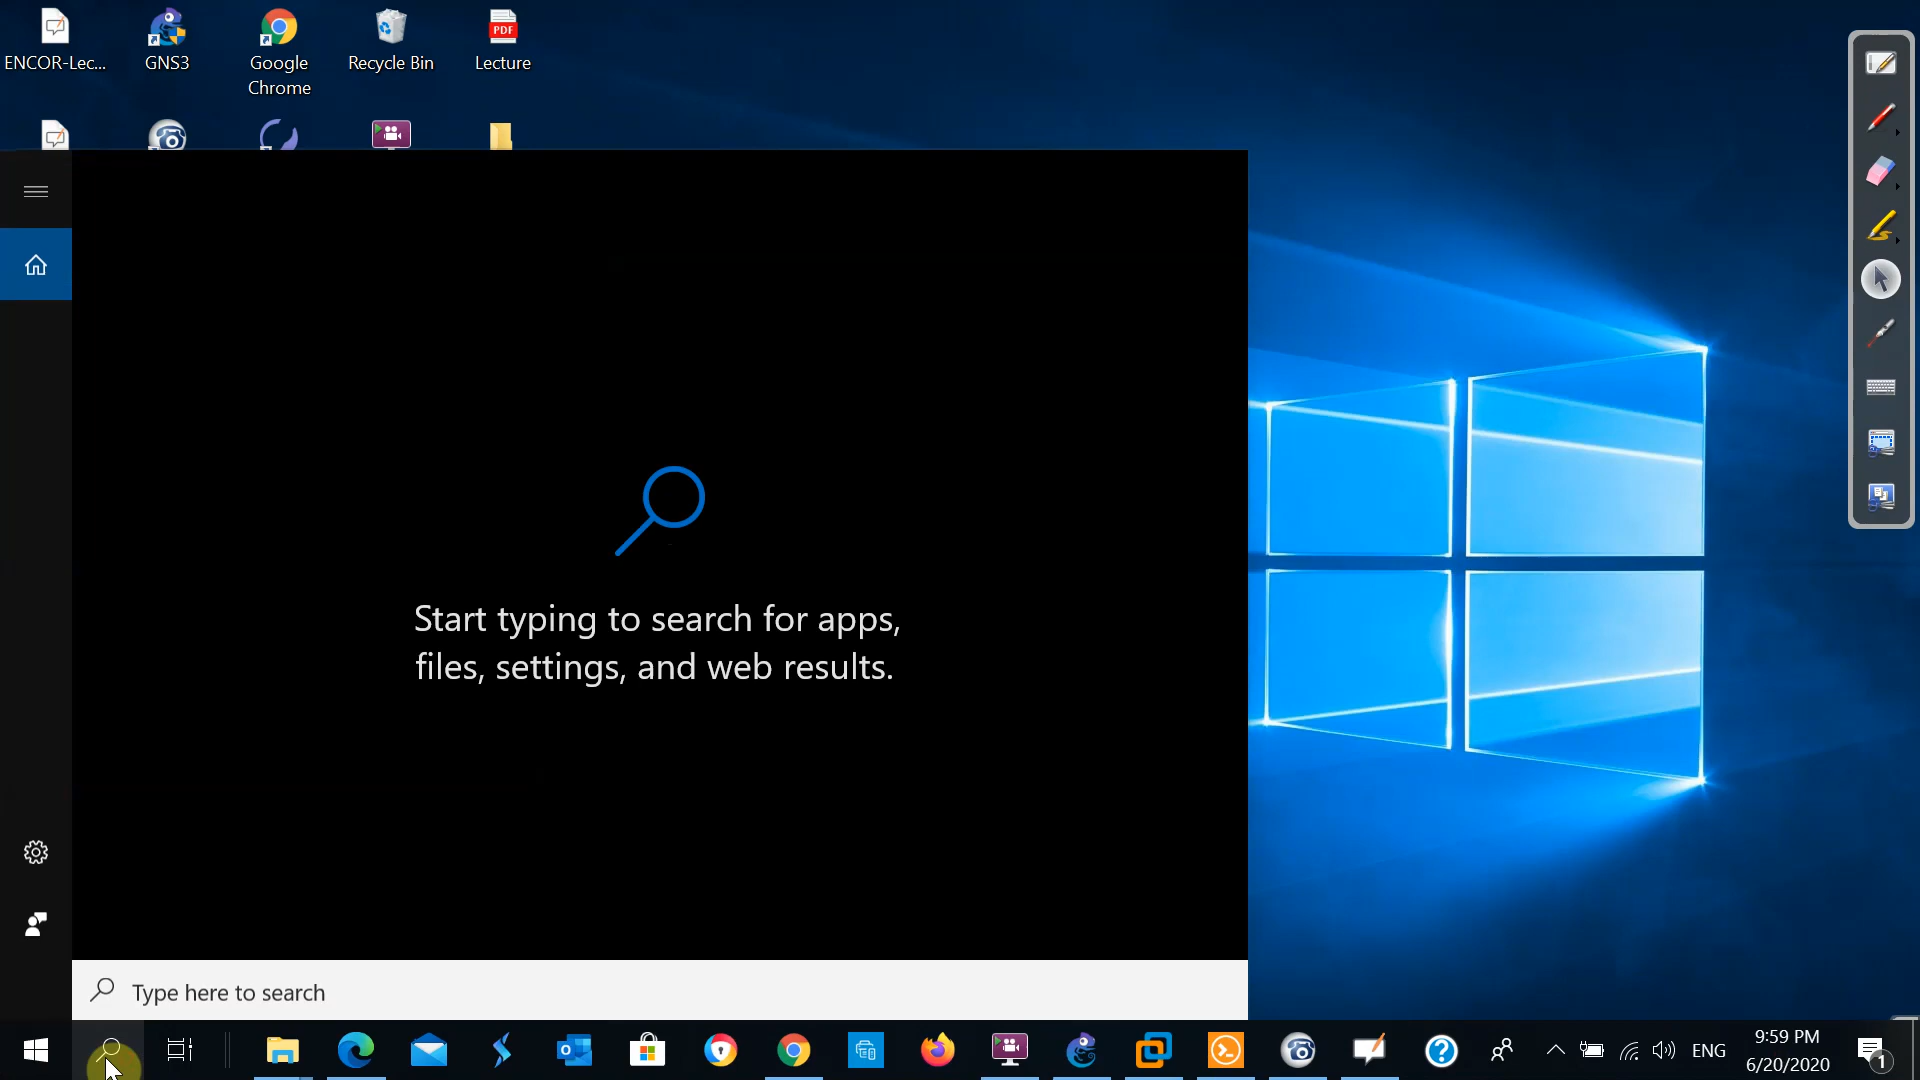 ENCOR-Lec...
GNS3
Google
Chrome
Recycle Bin
PDF
Lecture
Start typing to search for apps,
files, settings, and web results.
Type here to search
ENG
9:59 PM
6/20/2020
1